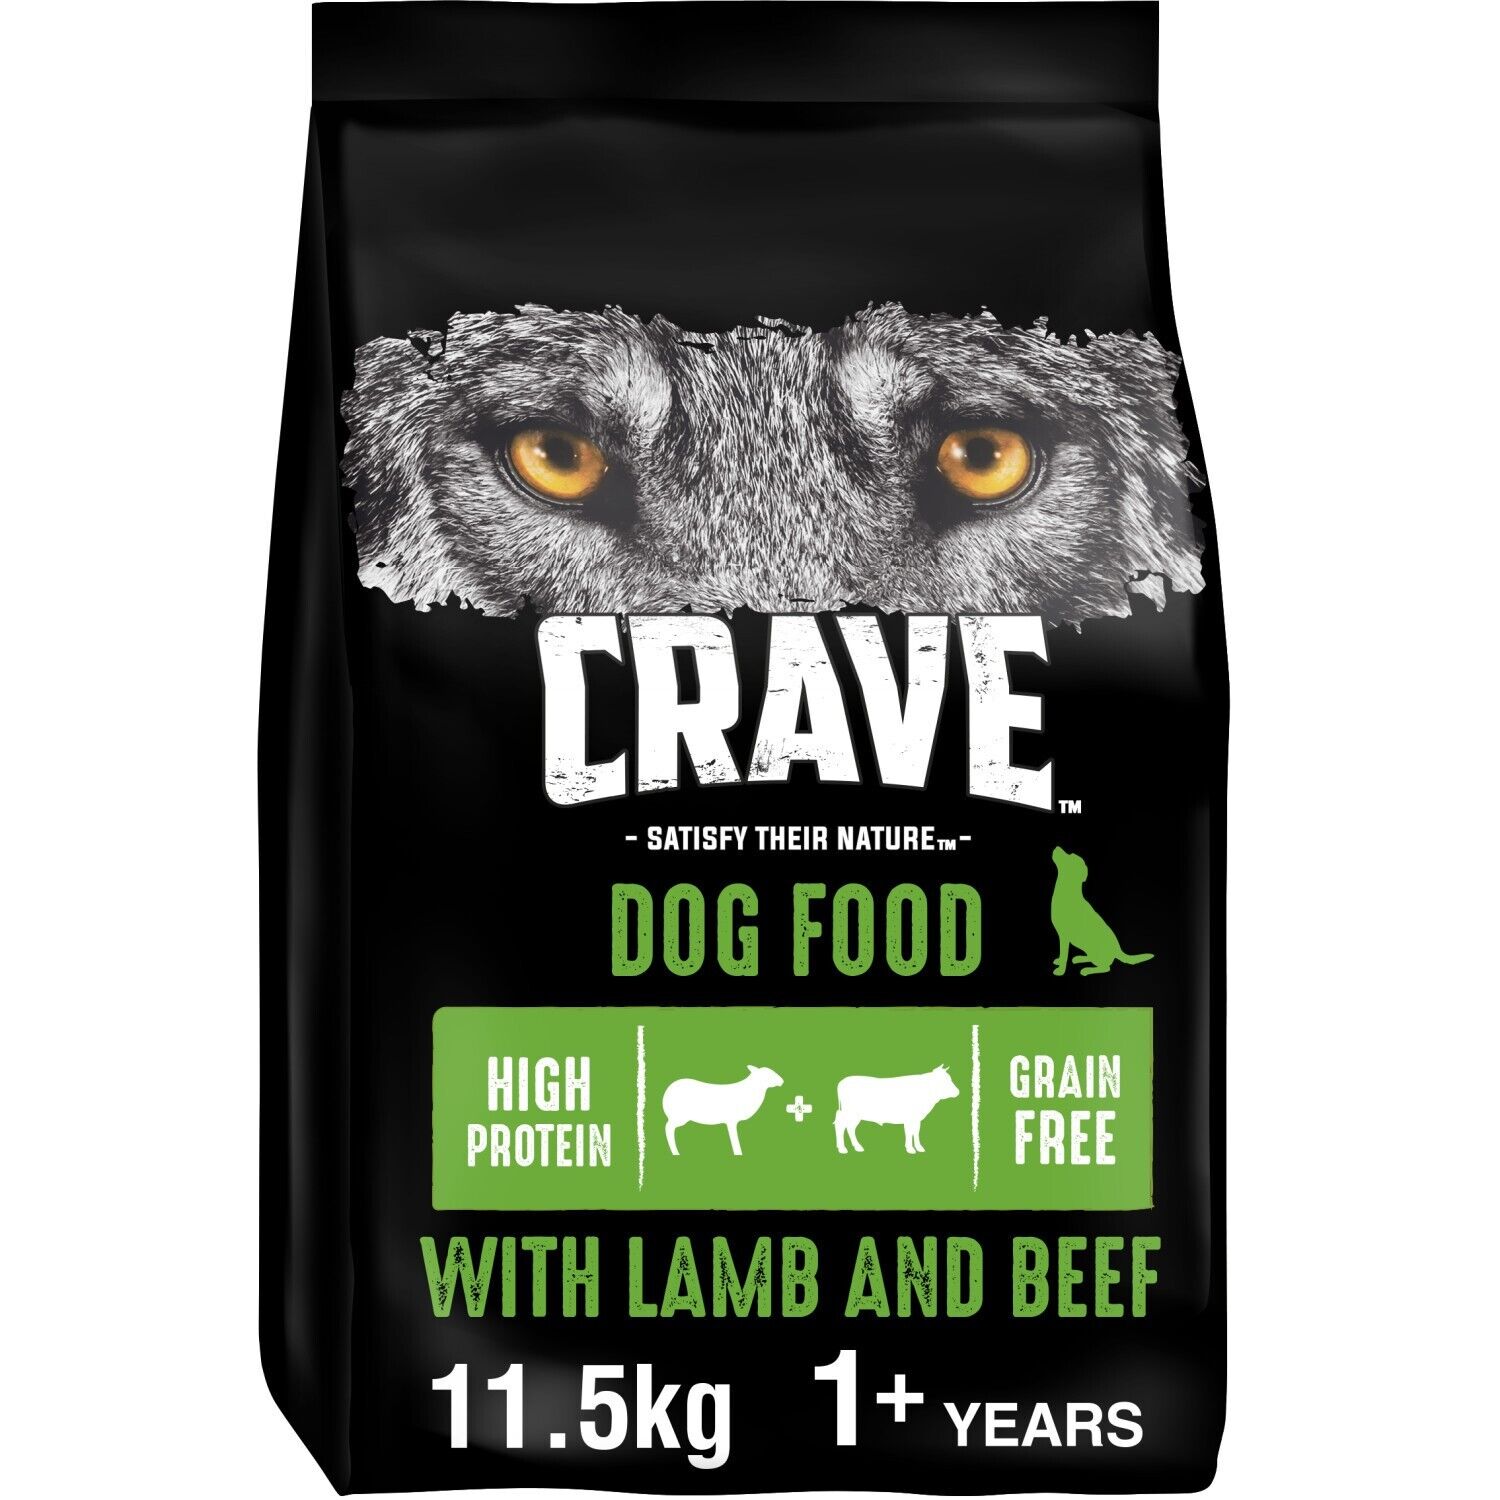 CRAVE™
- SATISFY THEIR NATURE™-
DOG FOOD
HIGH
PROTEIN
+
GRAIN
FREE
WITH LAMB AND BEEF
11.5kg 1+ YEARS